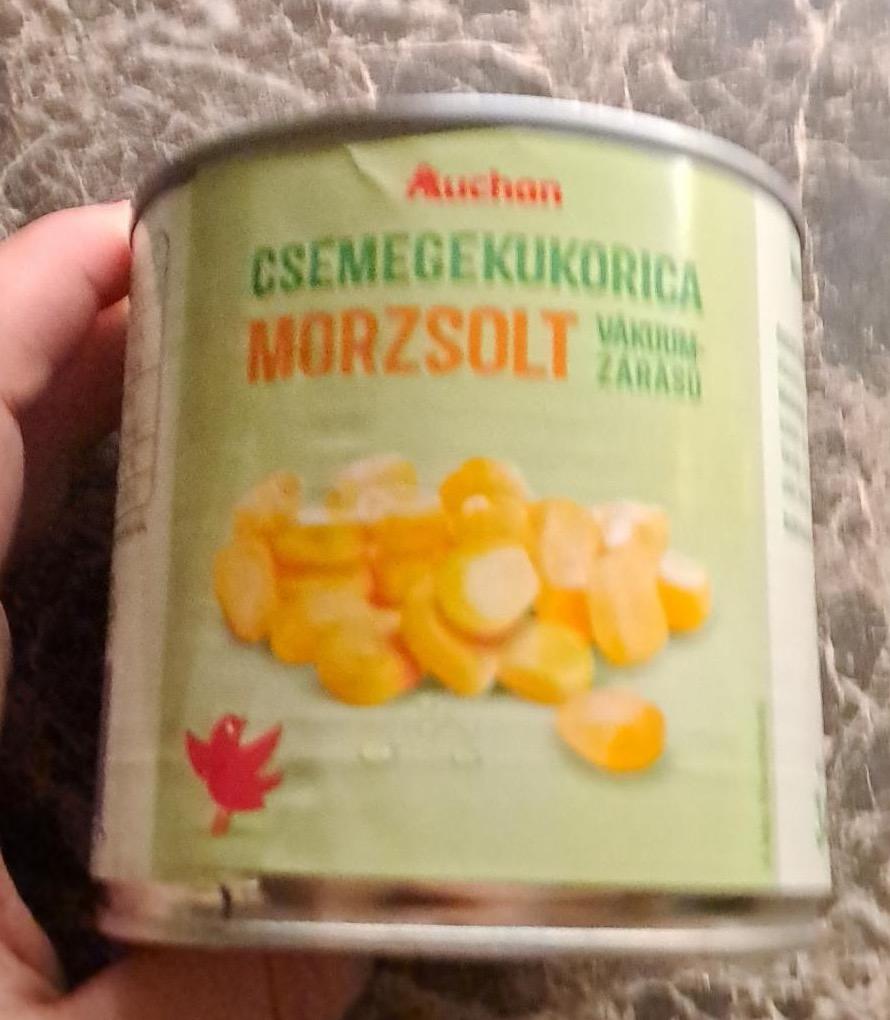 Auchan
CSEMEGEKUKORICA
MORZSOLT
VÁKUUM-
ZÁRÁSÚ